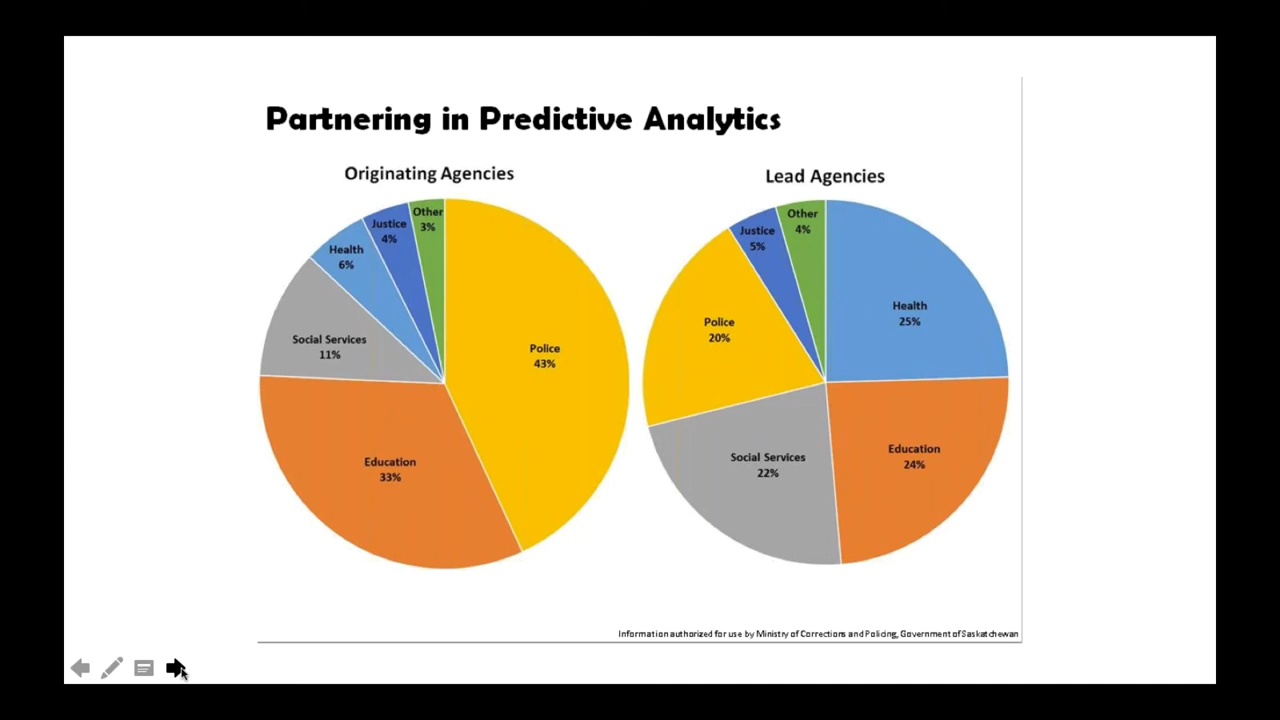 Partnering in Predictive Analytics
Originating Agencies
Other
3%
Justice
4%
Health
6%
Social Services
11%
Police
43%
Education
33%
Lead Agencies
Other
4%
Justice
5%
Police
20%
Health
25%
Social Services
22%
Education
24%
Information authorized for use by Ministry of Corrections and Policing, Government of Saskatchewan